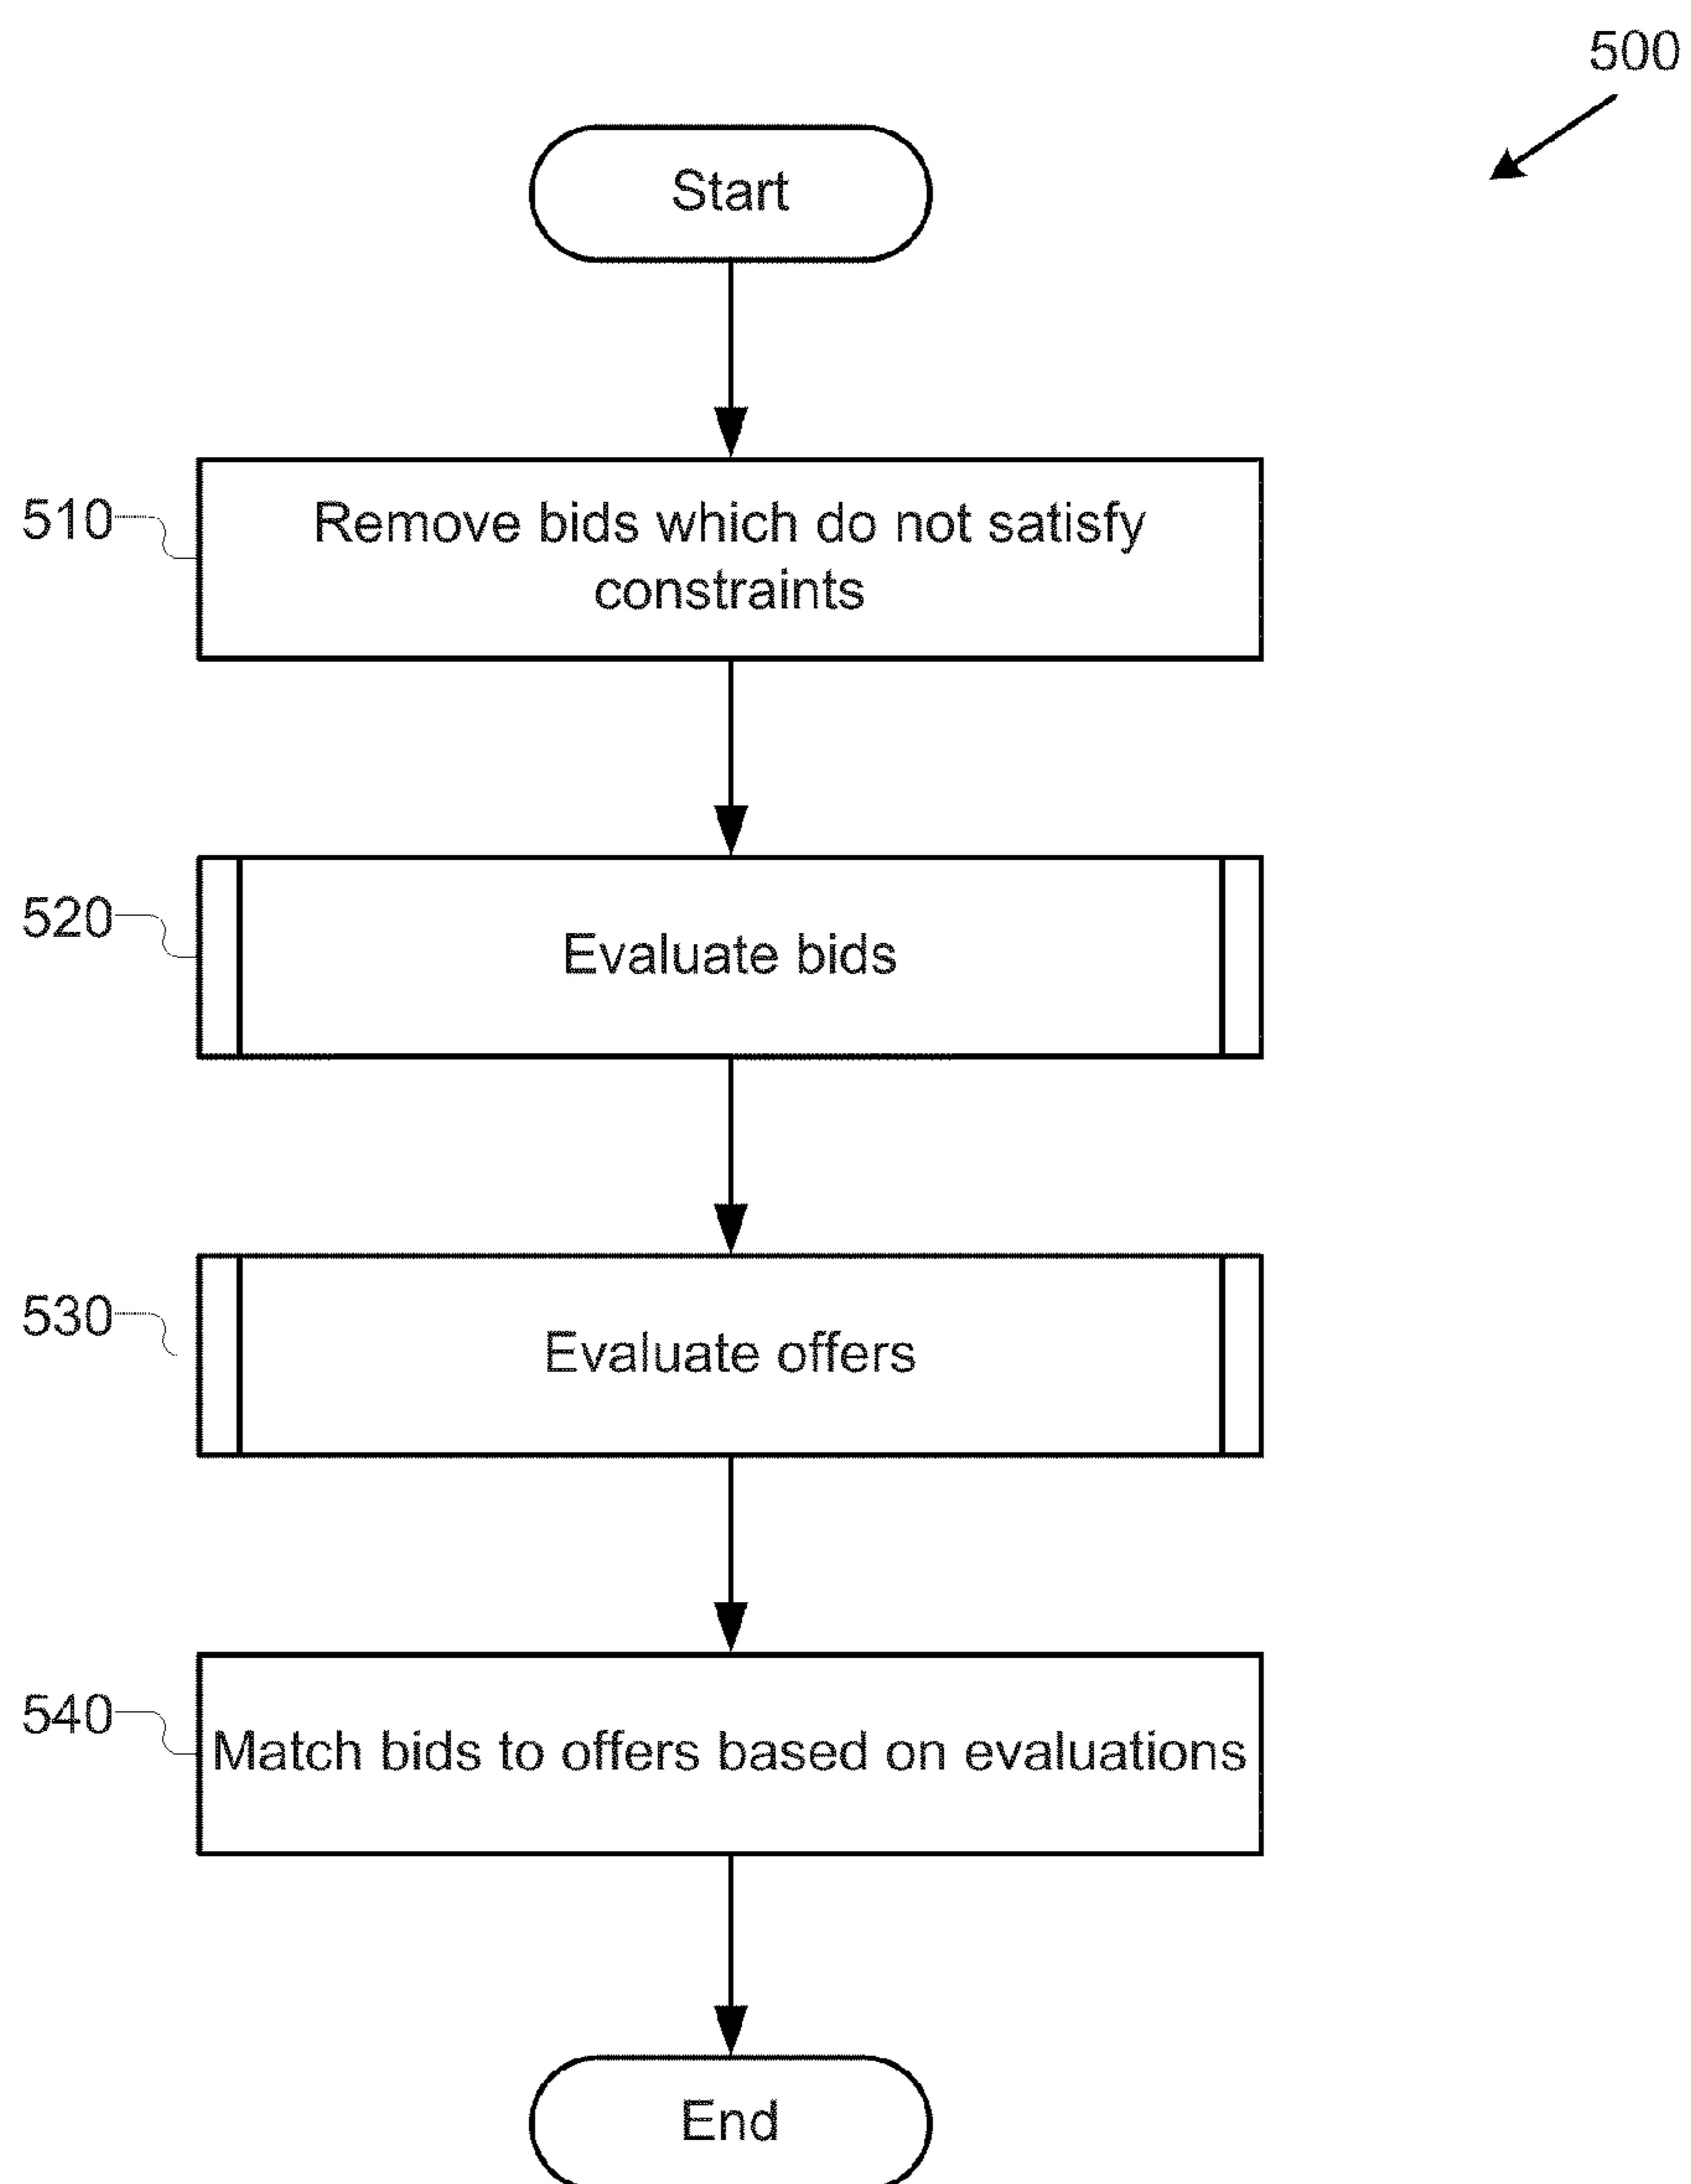 500
Start
510
Remove bids which do not satisfy
constraints
520
Evaluate bids
530
Evaluate offers
540
Match bids to offers based on evaluations
End